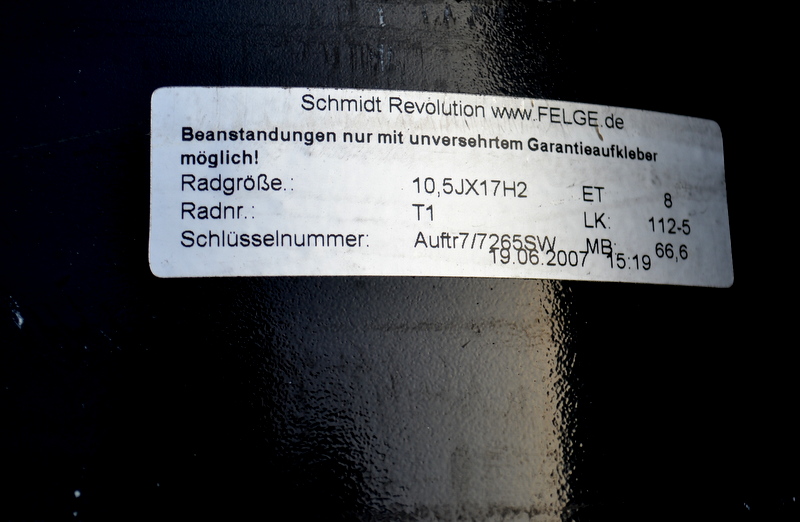 Schmidt Revolution www.FELGE.de
Beanstandungen nur mit unversehrtem Garantieaufkleber
möglich!
Radgröße.: 10,5JX17H2 ET 8
Radnr.: T1 LK: 112-5
Schlüsselnummer: Auftr7/7265SW MB: 66,6
19.06.2007 15:19